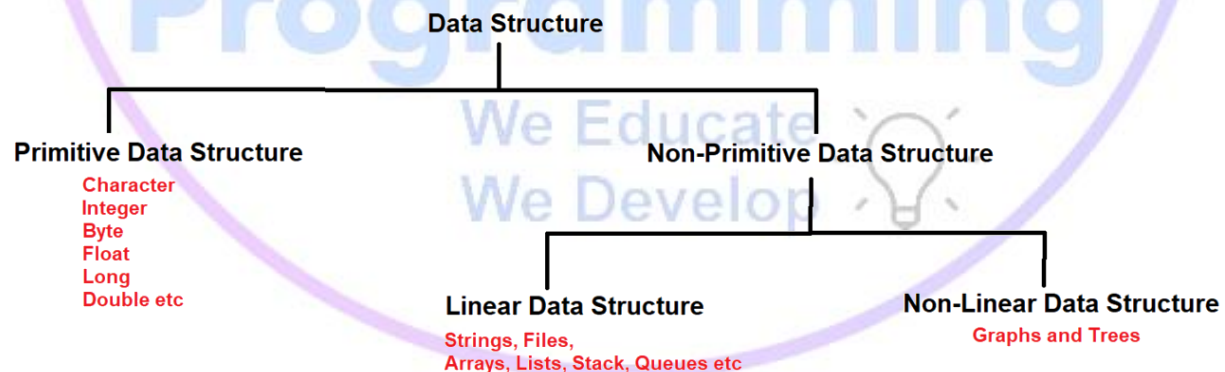 Programming
Data Structure
We Educate
We Develop
Primitive Data Structure
Character
Integer
Byte
Float
Long
Double etc
Non-Primitive Data Structure
Linear Data Structure
Strings, Files,
Arrays, Lists, Stack, Queues etc
Non-Linear Data Structure
Graphs and Trees